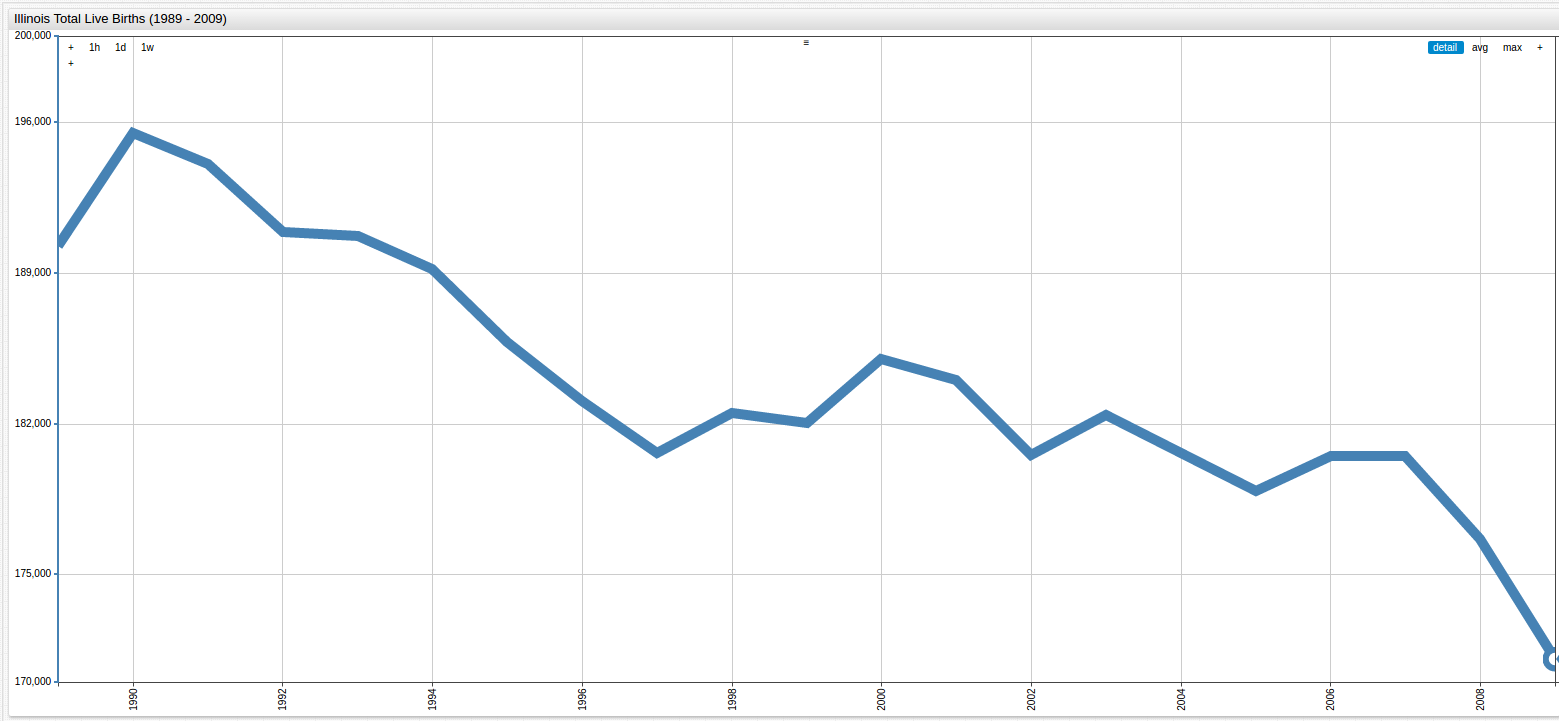 Illinois Total Live Births (1989 - 2009)
200,000
+ 1h 1d 1w
detail avg max +
+
196,000
189,000
182,000
175,000
170,000
1990 1992 1994 1996 1998 2000 2002 2004 2006 2008